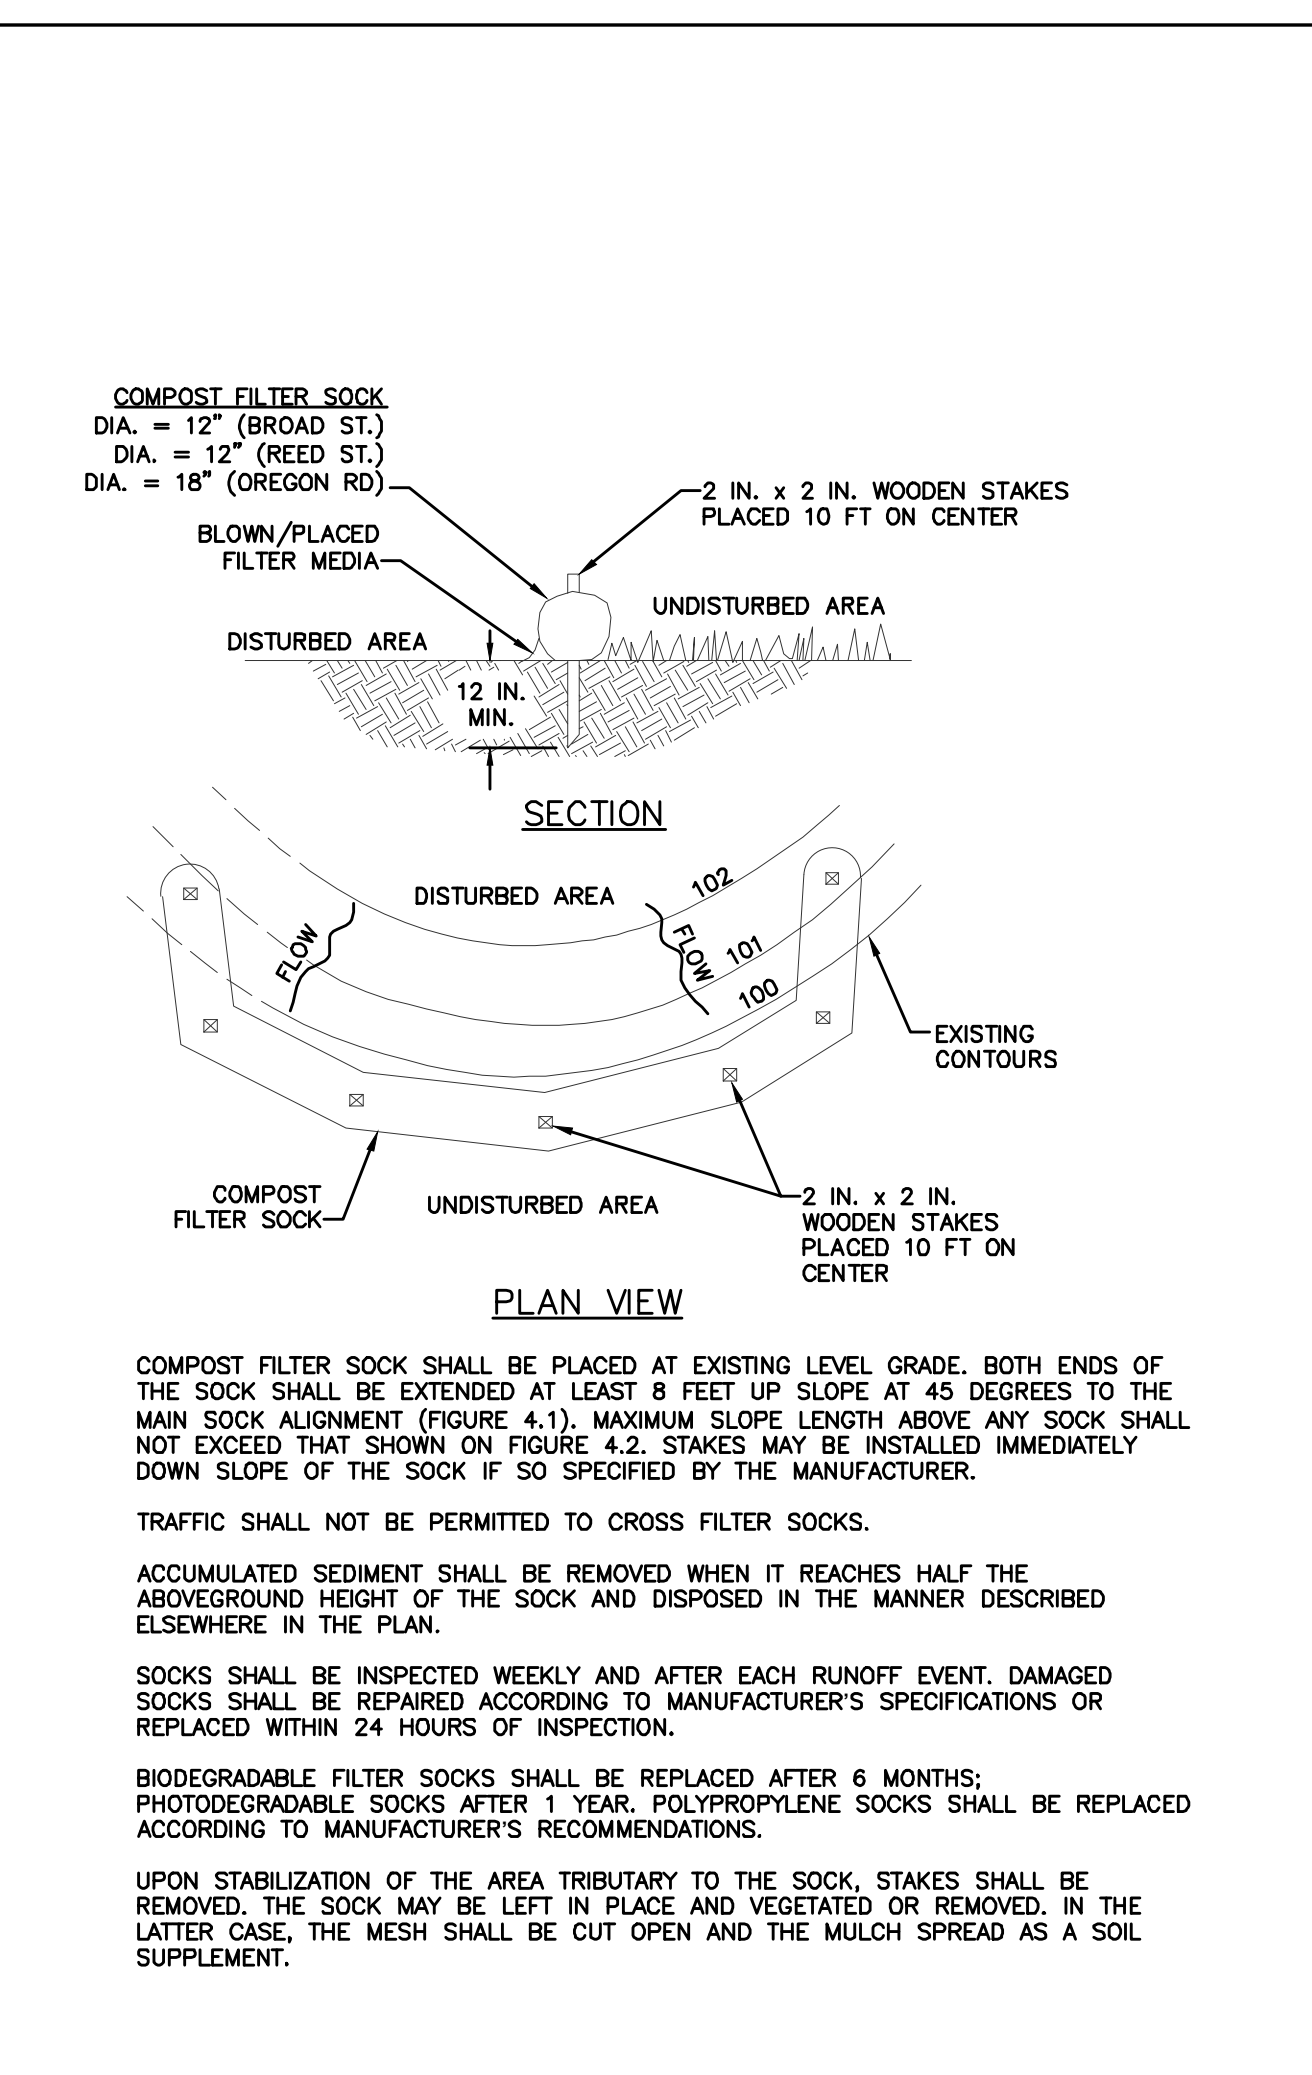 COMPOST FILTER SOCK
DIA. = 12" (BROAD ST.)
DIA. = 12" (REED ST.)
DIA. = 18" (OREGON RD)
BLOWN/PLACED
FILTER MEDIA
2 IN. x 2 IN. WOODEN STAKES
PLACED 10 FT ON CENTER
UNDISTURBED AREA
DISTURBED AREA
12 IN.
MIN.
SECTION
DISTURBED AREA
102
101
100
FLOW
FLOW
EXISTING
CONTOURS
COMPOST
FILTER SOCK
UNDISTURBED AREA
2 IN. x 2 IN.
WOODEN STAKES
PLACED 10 FT ON
CENTER
PLAN VIEW
COMPOST FILTER SOCK SHALL BE PLACED AT EXISTING LEVEL GRADE. BOTH ENDS OF
THE SOCK SHALL BE EXTENDED AT LEAST 8 FEET UP SLOPE AT 45 DEGREES TO THE
MAIN SOCK ALIGNMENT (FIGURE 4.1). MAXIMUM SLOPE LENGTH ABOVE ANY SOCK SHALL
NOT EXCEED THAT SHOWN ON FIGURE 4.2. STAKES MAY BE INSTALLED IMMEDIATELY
DOWN SLOPE OF THE SOCK IF SO SPECIFIED BY THE MANUFACTURER.
TRAFFIC SHALL NOT BE PERMITTED TO CROSS FILTER SOCKS.
ACCUMULATED SEDIMENT SHALL BE REMOVED WHEN IT REACHES HALF THE
ABOVEGROUND HEIGHT OF THE SOCK AND DISPOSED IN THE MANNER DESCRIBED
ELSEWHERE IN THE PLAN.
SOCKS SHALL BE INSPECTED WEEKLY AND AFTER EACH RUNOFF EVENT. DAMAGED
SOCKS SHALL BE REPAIRED ACCORDING TO MANUFACTURER'S SPECIFICATIONS OR
REPLACED WITHIN 24 HOURS OF INSPECTION.
BIODEGRADABLE FILTER SOCKS SHALL BE REPLACED AFTER 6 MONTHS;
PHOTODEGRADABLE SOCKS AFTER 1 YEAR. POLYPROPYLENE SOCKS SHALL BE REPLACED
ACCORDING TO MANUFACTURER'S RECOMMENDATIONS.
UPON STABILIZATION OF THE AREA TRIBUTARY TO THE SOCK, STAKES SHALL BE
REMOVED. THE SOCK MAY BE LEFT IN PLACE AND VEGETATED OR REMOVED. IN THE
LATTER CASE, THE MESH SHALL BE CUT OPEN AND THE MULCH SPREAD AS A SOIL
SUPPLEMENT.